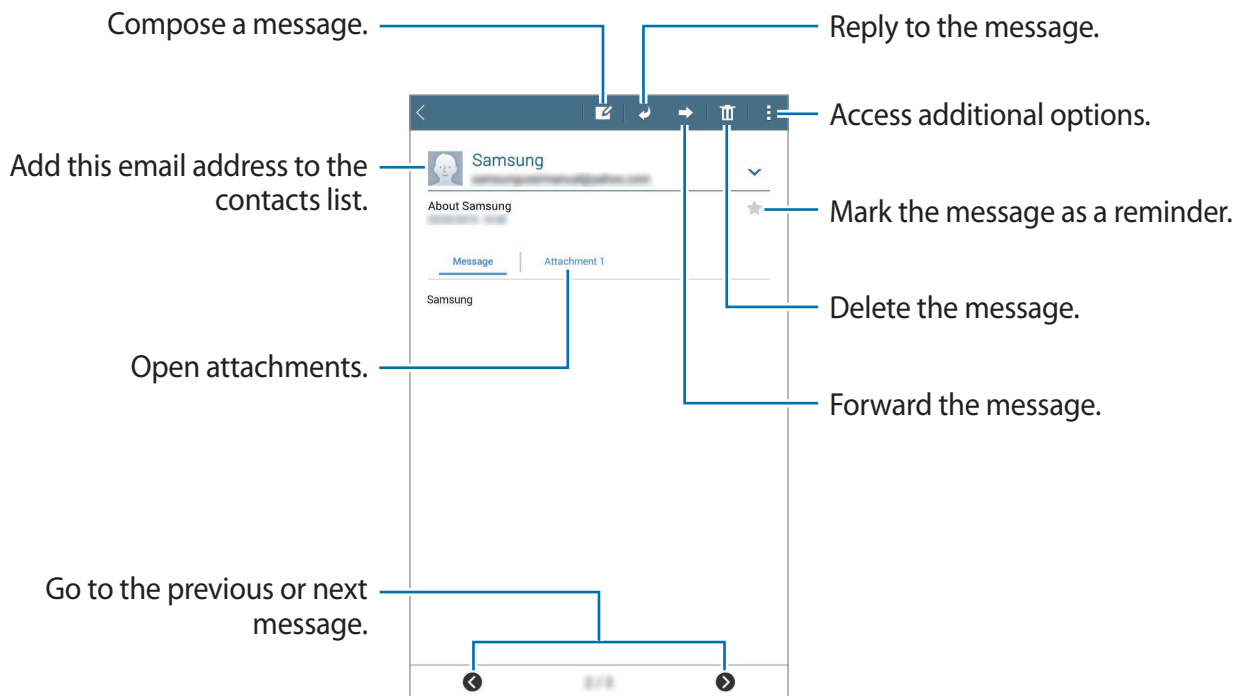 Compose a message.
Reply to the message.
Access additional options.
Add this email address to the
contacts list.
Samsung
About Samsung
Mark the message as a reminder.
Message
Attachment 1
Samsung
Delete the message.
Open attachments.
Forward the message.
Go to the previous or next
message.